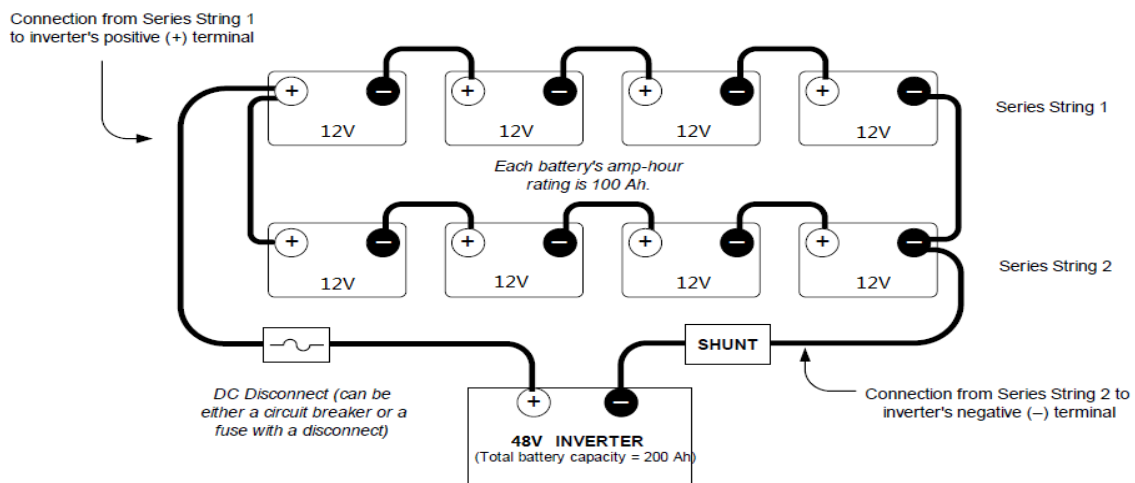 Connection from Series String 1
to inverter's positive (+) terminal
+ − + − + − + −
12V 12V 12V 12V
Series String 1
Each battery's amp-hour
rating is 100 Ah.
+ − + − + − + −
12V 12V 12V 12V
Series String 2
SHUNT
DC Disconnect (can be
either a circuit breaker or a
fuse with a disconnect)
Connection from Series String 2 to
inverter's negative (–) terminal
+ −
48V INVERTER
(Total battery capacity = 200 Ah)